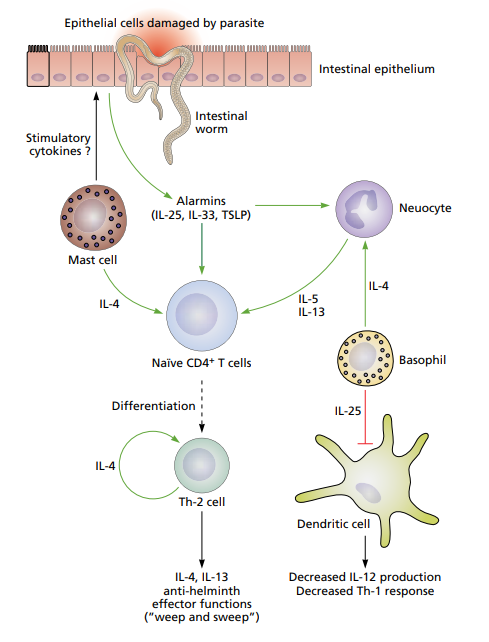 Epithelial cells damaged by parasite
Intestinal epithelium
Intestinal
worm
Stimulatory
cytokines ?
Alarmins
(IL-25, IL-33, TSLP)
Neuocyte
Mast cell
IL-4
IL-5
IL-13
IL-4
Naïve CD4⁺ T cells
Basophil
Differentiation
IL-25
IL-4
Th-2 cell
Dendritic cell
IL-4, IL-13
anti-helminth
effector functions
(“weep and sweep”)
Decreased IL-12 production
Decreased Th-1 response